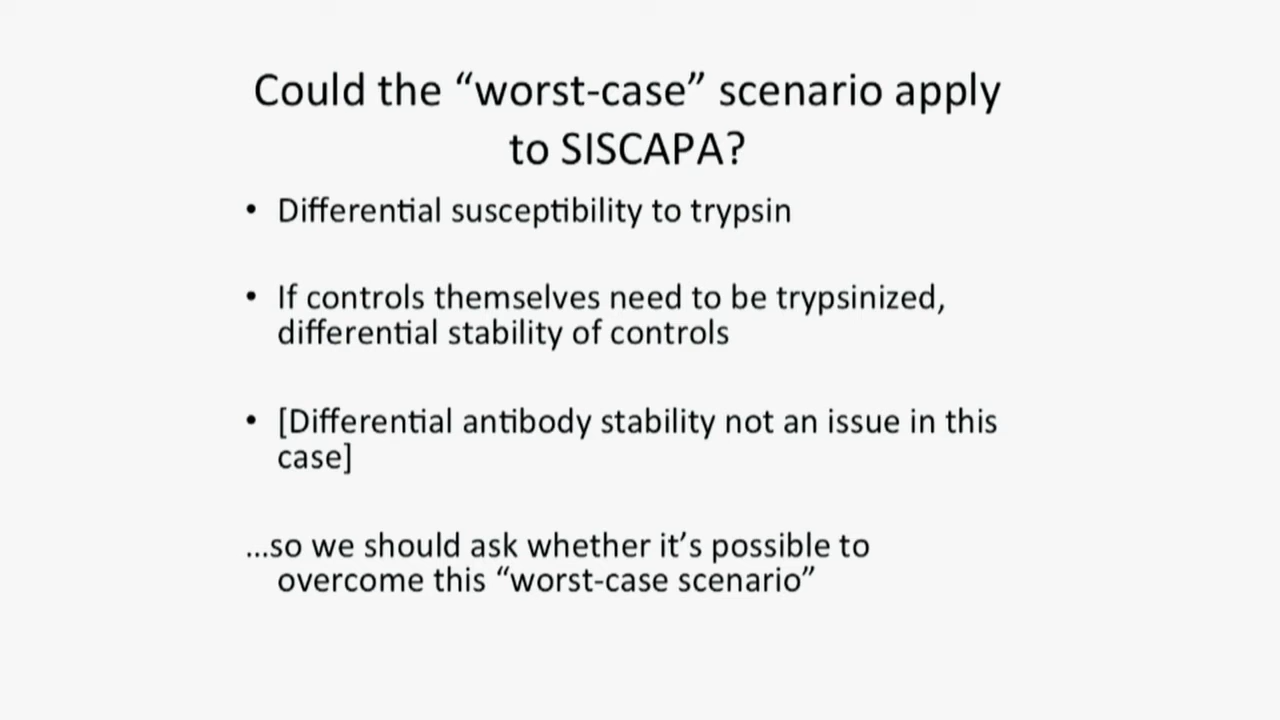 Could the “worst-case” scenario apply
to SISCAPA?
• Differential susceptibility to trypsin
• If controls themselves need to be trypsinized,
differential stability of controls
• [Differential antibody stability not an issue in this
case]
…so we should ask whether it’s possible to
overcome this “worst-case scenario”